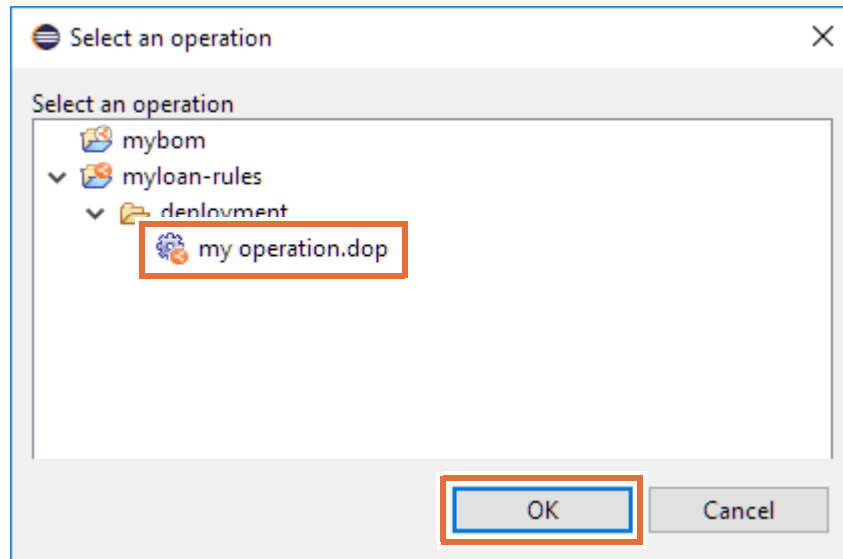 Select an operation
Select an operation
mybom
myloan-rules
deployment
my operation.dop
OK
Cancel